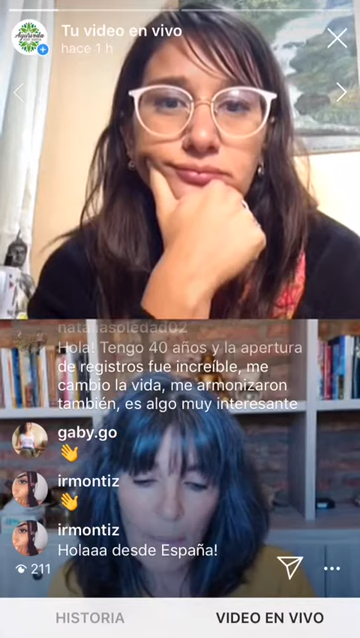 Tu video en vivo
hace 1 h
Ayurveda
nataliasoledad02
Hola! Tengo 40 años y la apertura
de registros fue increíble, me
cambio la vida, me armonizaron
también, es algo muy interesante
gaby.go
👋
irmontiz
👋
irmontiz
Holaaa desde España!
211
HISTORIA
VIDEO EN VIVO